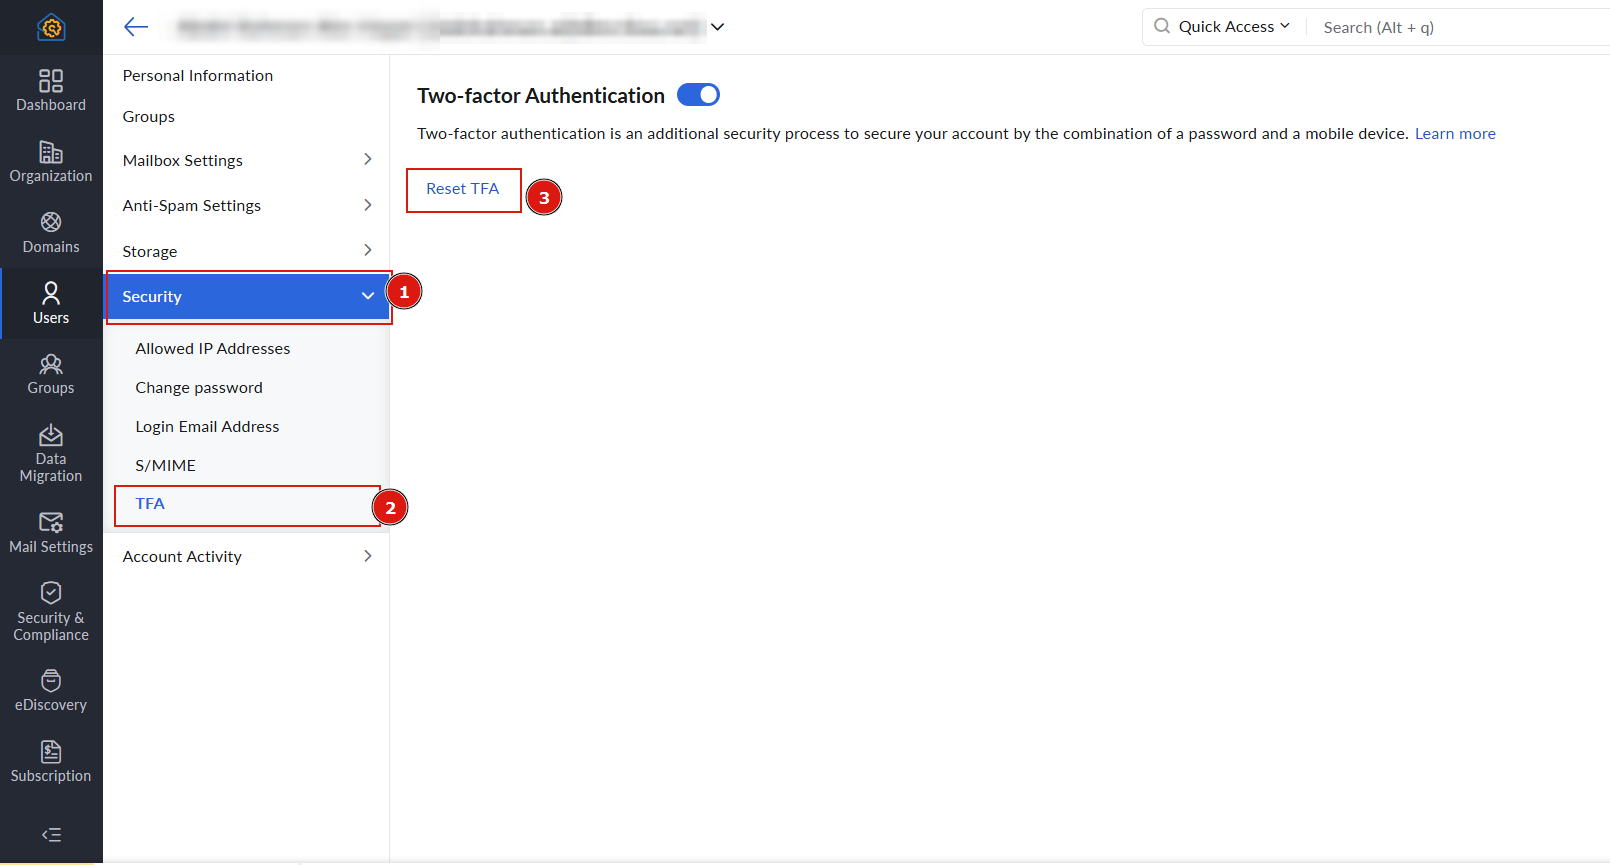 Dashboard
Organization
Domains
Users
Groups
Data
Migration
Mail Settings
Security &
Compliance
eDiscovery
Subscription
Quick Access
Search (Alt + q)
Personal Information
Groups
Mailbox Settings
Anti-Spam Settings
Storage
Security
1
Allowed IP Addresses
Change password
Login Email Address
S/MIME
TFA
2
Account Activity
Two-factor Authentication
Two-factor authentication is an additional security process to secure your account by the combination of a password and a mobile device. Learn more
Reset TFA
3